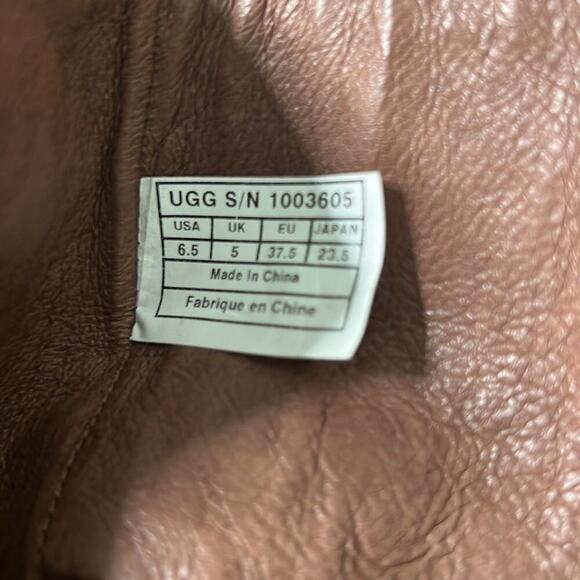 UGG S/N 1003605
USA UK EU JAPAN
6.5 5 37.5 23.5
Made In China
Fabrique en Chine